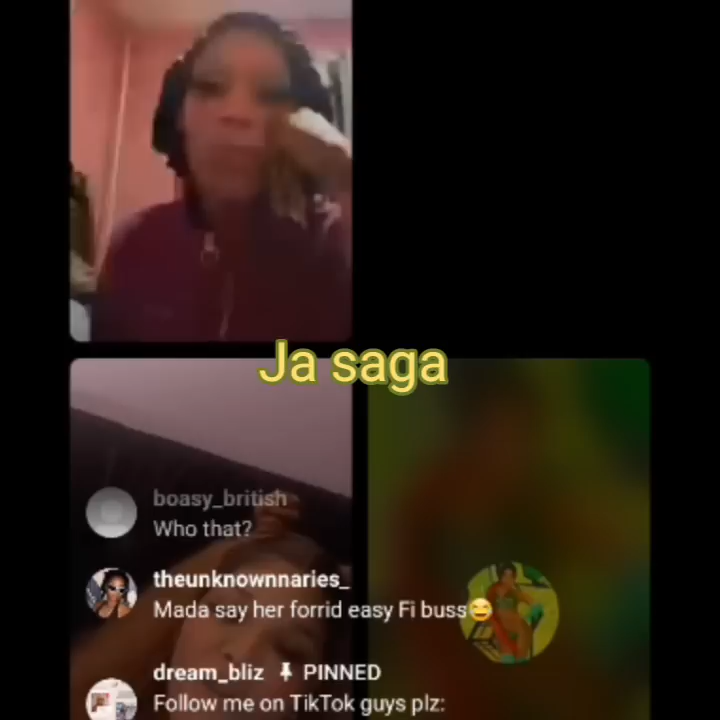 Ja saga
boasy_british
Who that?
theunknownnaries_
Mada say her forrid easy Fi buss😂
dream_bliz 📌 PINNED
Follow me on TikTok guys plz: